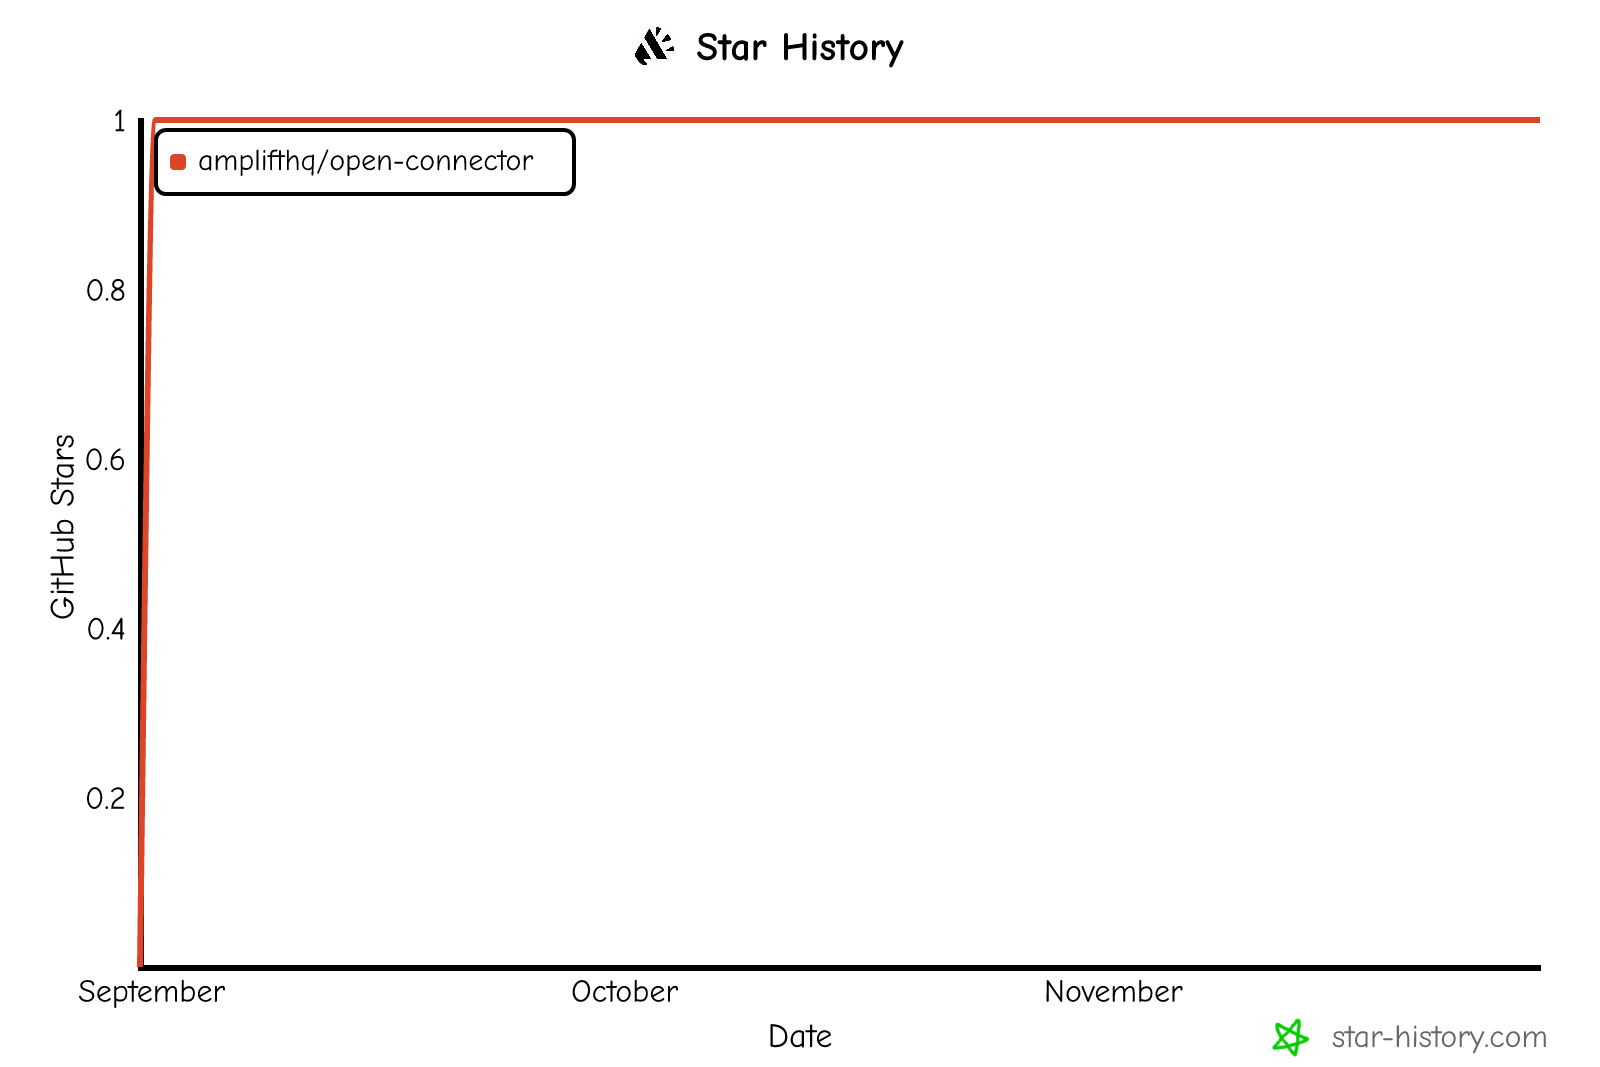 Star History
1
amplifthq/open-connector
0.8
0.6
0.4
0.2
GitHub Stars
September
October
November
Date
star-history.com